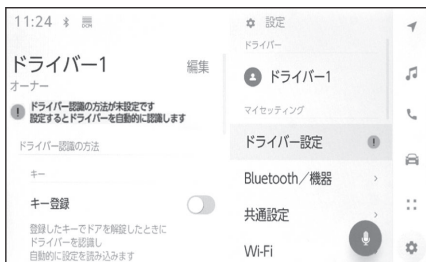 11:24
ドライバー1
編集
オーナー
ドライバー認識の方法が未設定です
設定するとドライバーを自動的に認識します
ドライバー認識の方法
キー
キー登録
登録したキーでドアを解錠したときに
ドライバーを認識し
自動的に設定を読み込みます
設定
ドライバー
ドライバー1
マイセッティング
ドライバー設定
Bluetooth／機器
共通設定
Wi-Fi